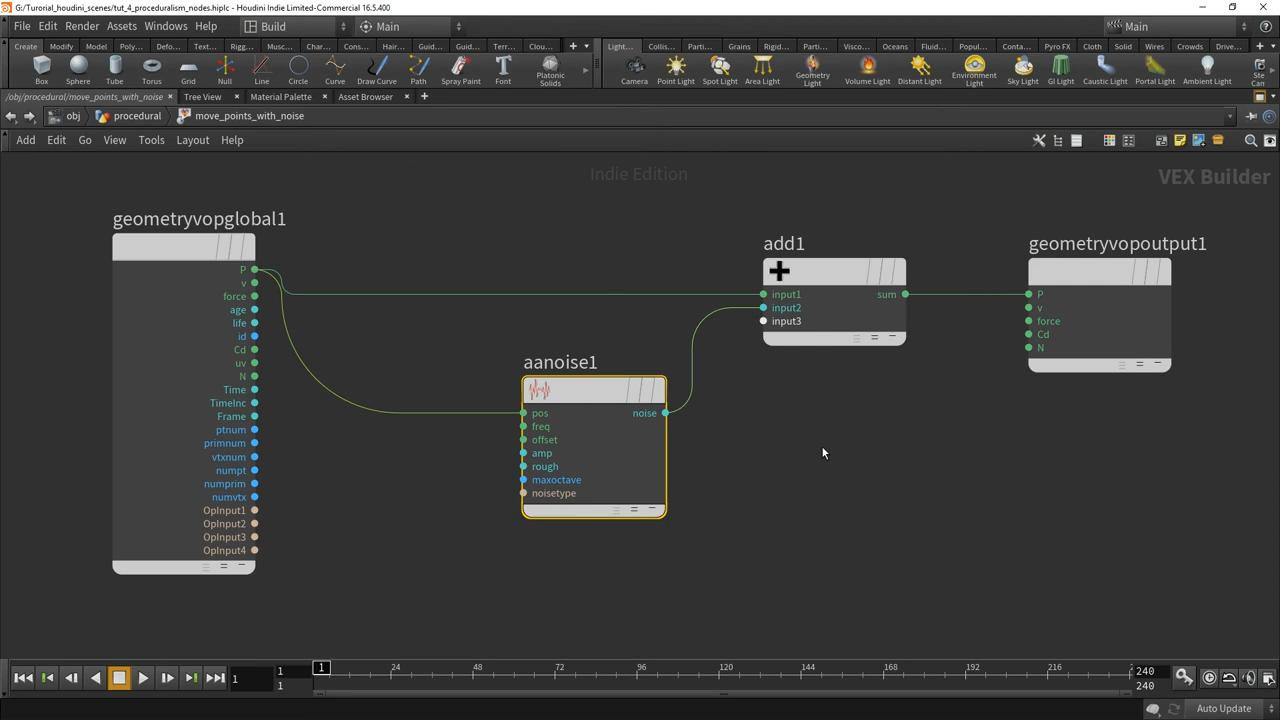 G:/Turorial_houdini_scenes/tut_4_proceduralism_nodes.hiplc - Houdini Indie Limited-Commercial 16.5.400
File Edit Render Assets Windows Help Build Main Main
Create Modify Model Poly... Defo... Text... Rigg... Musc... Char... Cons... Hair... Guid... Guid... Terr... Clou... Light... Collis... Parti... Grains Rigid... Parti... Visco... Oceans Fluid... Popul... Conta... Pyro FX Cloth Solid Wires Crowds Drive...
Box Sphere Tube Torus Grid Null Line Circle Curve Draw Curve Path Spray Paint Font Platonic Solids Camera Point Light Spot Light Area Light Geometry Light Volume Light Distant Light Environment Light Sky Light GI Light Caustic Light Portal Light Ambient Light Ste Can
/obj/procedural/move_points_with_noise Tree View Material Palette Asset Browser
obj procedural move_points_with_noise
Add Edit Go View Tools Layout Help
Indie Edition
VEX Builder
geometryvopglobal1
P
v
force
age
life
id
Cd
uv
N
Time
TimeInc
Frame
ptnum
primnum
vtxnum
numpt
numprim
numvtx
OpInput1
OpInput2
OpInput3
OpInput4
aanoise1
pos noise
freq
offset
amp
rough
maxoctave
noisetype
add1
input1 sum
input2
input3
geometryvopoutput1
P
v
force
Cd
N
1 1 1 24 48 72 96 120 144 168 192 216 2 240
1 240
Auto Update